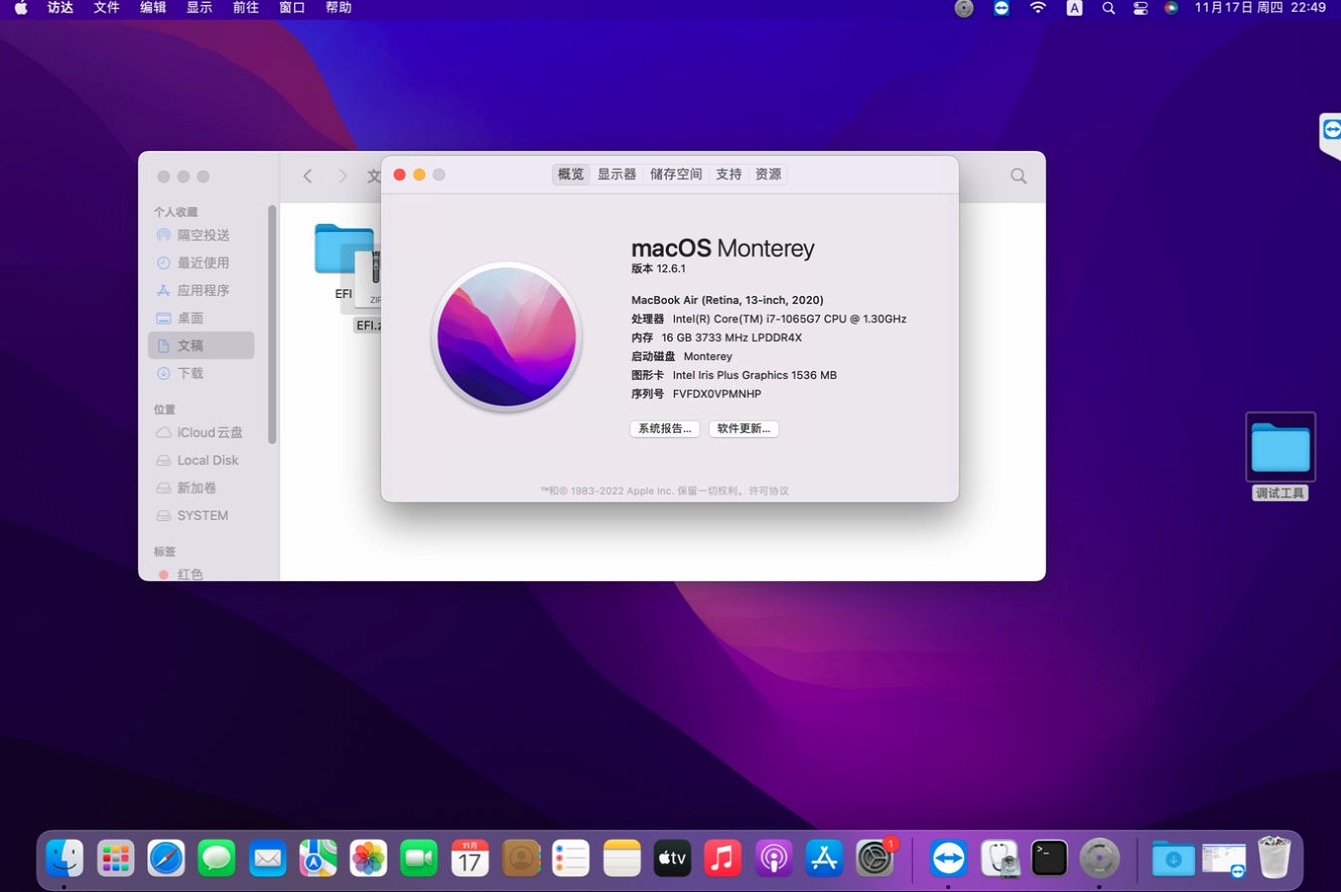 访达 文件 编辑 显示 前往 窗口 帮助 A 11月17日 周四 22:49
概览 显示器 储存空间 支持 资源
个人收藏
隔空投送
最近使用
应用程序
桌面
文稿
下载
位置
iCloud云盘
Local Disk
新加卷
SYSTEM
标签
红色
文
EFI
ZIP
EFI.z
macOS Monterey
版本 12.6.1
MacBook Air (Retina, 13-inch, 2020)
处理器 Intel(R) Core(TM) i7-1065G7 CPU @ 1.30GHz
内存 16 GB 3733 MHz LPDDR4X
启动磁盘 Monterey
图形卡 Intel Iris Plus Graphics 1536 MB
序列号 FVFDX0VPMNHP
系统报告... 软件更新...
™和© 1983-2022 Apple Inc. 保留一切权利。许可协议
调试工具
11月
17
tv
1
>_